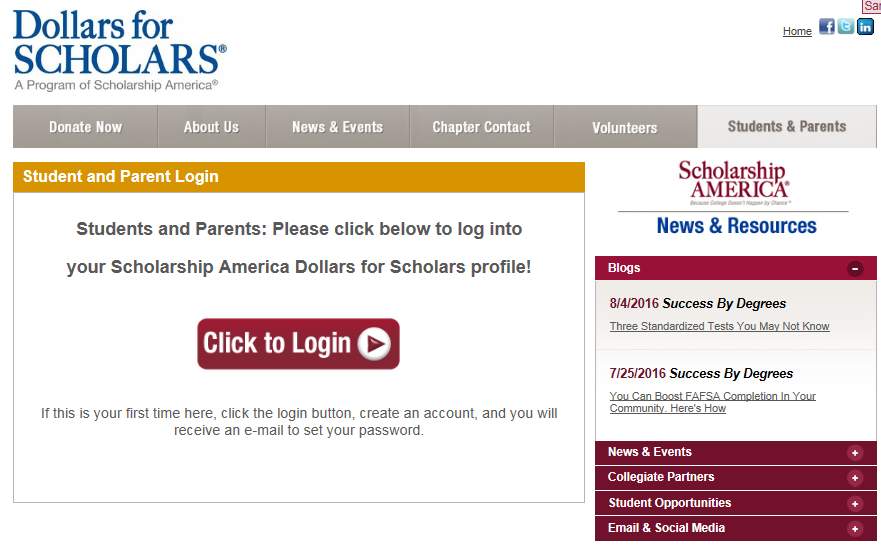 Dollars for
SCHOLARS®
A Program of Scholarship America®
Home
Donate Now
About Us
News & Events
Chapter Contact
Volunteers
Students & Parents
Student and Parent Login
Students and Parents: Please click below to log into
your Scholarship America Dollars for Scholars profile!
Click to Login
If this is your first time here, click the login button, create an account, and you will
receive an e-mail to set your password.
Scholarship
AMERICA®
Because College Doesn't Happen by Chance®
News & Resources
Blogs
8/4/2016 Success By Degrees
Three Standardized Tests You May Not Know
7/25/2016 Success By Degrees
You Can Boost FAFSA Completion In Your
Community. Here's How
News & Events
Collegiate Partners
Student Opportunities
Email & Social Media